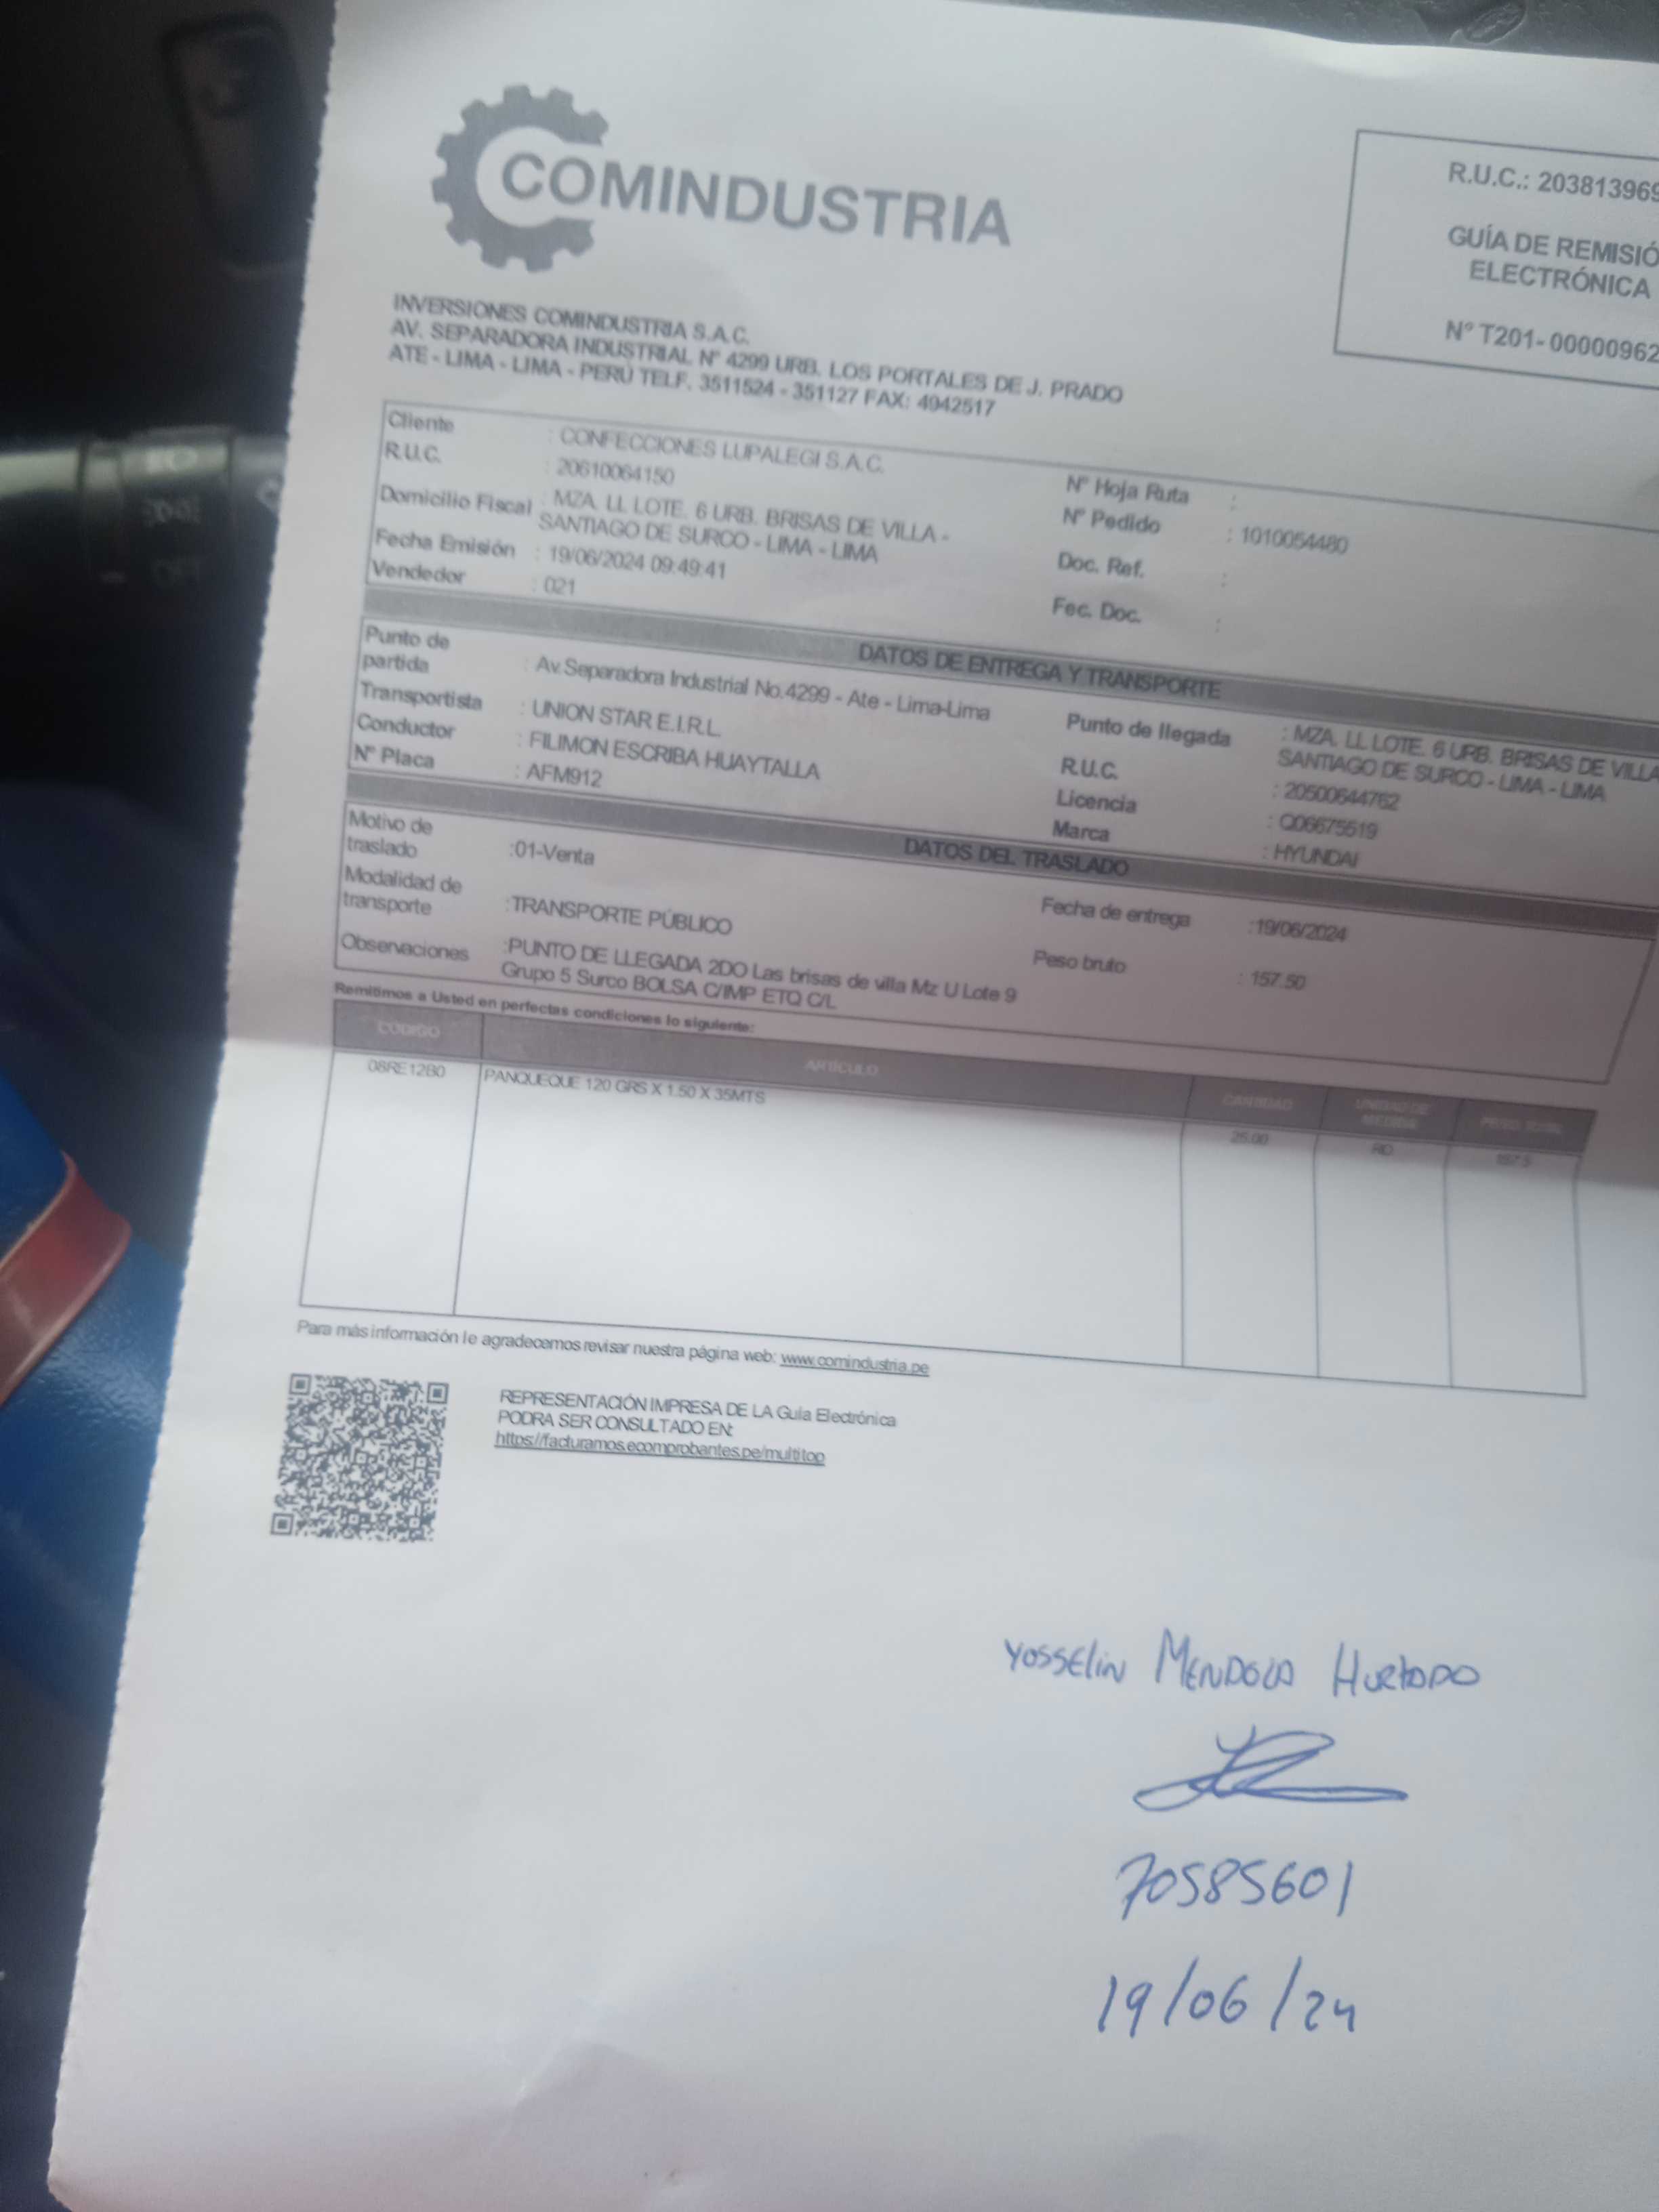 COMINDUSTRIA
R.U.C.: 203813969
GUÍA DE REMISIÓ
ELECTRÓNICA
N° T201- 00000962
INVERSIONES COMINDUSTRIA S.A.C.
AV. SEPARADORA INDUSTRIAL N° 4299 URB. LOS PORTALES DE J. PRADO
ATE - LIMA - LIMA - PERÚ TELF. 3511524 - 351127 FAX: 4942517
Cliente : CONFECCIONES LUPALEGI S.A.C.
R.U.C. : 20610064150
Domicilio Fiscal : MZA. LL LOTE. 6 URB. BRISAS DE VILLA -
SANTIAGO DE SURCO - LIMA - LIMA
Fecha Emisión : 19/06/2024 09:49:41
Vendedor : 021
N° Hoja Ruta :
N° Pedido : 1010054480
Doc. Ref. :
Fec. Doc. :
DATOS DE ENTREGA Y TRANSPORTE
Punto de
partida : Av.Separadora Industrial No.4299 - Ate - Lima-Lima
Transportista : UNION STAR E.I.R.L.
Conductor : FILIMON ESCRIBA HUAYTALLA
N° Placa : AFM912
Punto de llegada : MZA. LL LOTE. 6 URB. BRISAS DE VILLA
SANTIAGO DE SURCO - LIMA - LIMA
R.U.C. : 20500644762
Licencia : Q06675519
Marca : HYUNDAI
DATOS DEL TRASLADO
Motivo de
traslado :01-Venta
Modalidad de
transporte :TRANSPORTE PÚBLICO
Observaciones :PUNTO DE LLEGADA 2DO Las brisas de villa Mz U Lote 9
Grupo 5 Surco BOLSA C/IMP ETQ C/L
Fecha de entrega :19/06/2024
Peso bruto : 157.50
Remitimos a Usted en perfectas condiciones lo siguiente:
CÓDIGO ARTÍCULO CANTIDAD UNIDAD DE
MEDIDA PESO TOTAL
08RE12B0 PANQUEQUE 120 GRS X 1.50 X 35MTS 25.00 RO 157.5
Para más información le agradecemos revisar nuestra página web: www.comindustria.pe
REPRESENTACIÓN IMPRESA DE LA Guía Electrónica
PODRA SER CONSULTADO EN:
https://facturamos.ecomprobantes.pe/multitop
Yosselin Mendoza Hurtado
70585601
19/06/24